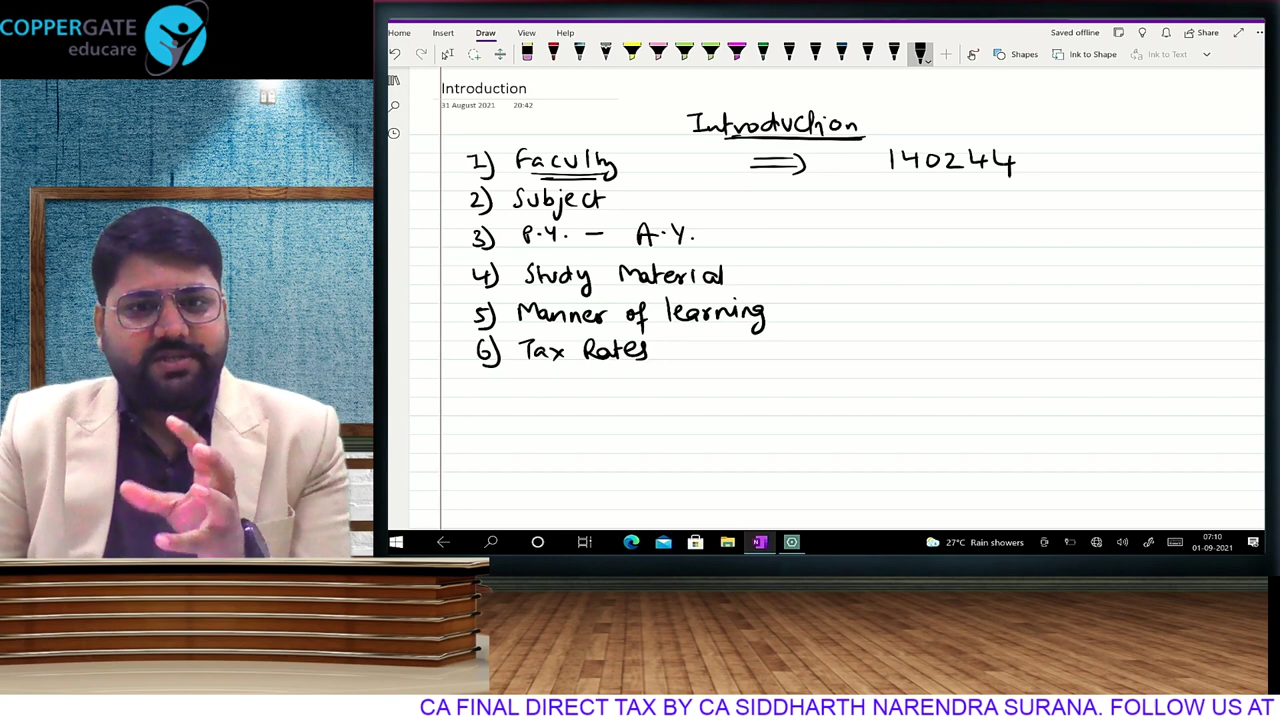 COPPERGATE
educare
Home Insert Draw View Help
Saved offline
Share
Shapes
Ink to Shape
Ink to Text
Introduction
31 August 2021 20:42
Introduction
1) Faculty ⇒ 140244
2) Subject
3) P.Y. - A.Y.
4) Study Material
5) Manner of learning
6) Tax Rates
27°C Rain showers
07:10
01-09-2021
CA FINAL DIRECT TAX BY CA SIDDHARTH NARENDRA SURANA. FOLLOW US AT